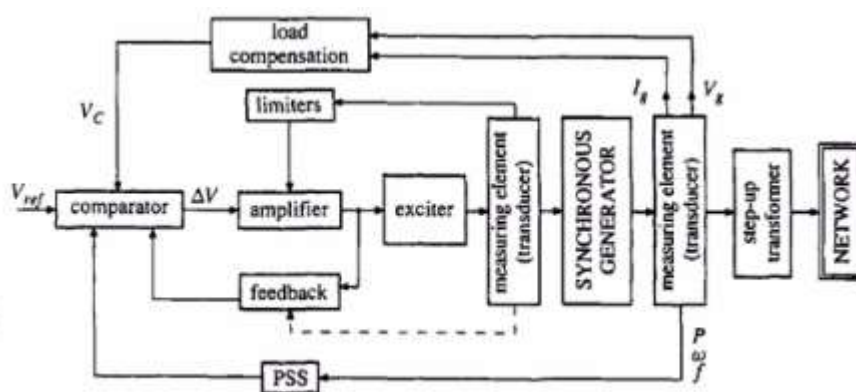 load
compensation
I_g
V_g
V_C
limiters
V_ref
comparator
ΔV
amplifier
exciter
measuring element
(transducer)
SYNCHRONOUS
GENERATOR
measuring element
(transducer)
step-up
transformer
NETWORK
feedback
P
ω
f
PSS